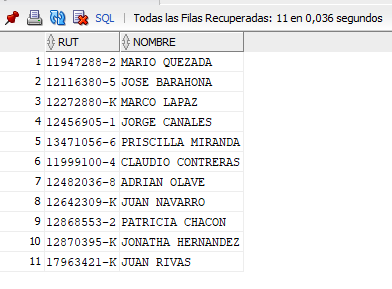 SQL | Todas las Filas Recuperadas: 11 en 0,036 segundos
RUT NOMBRE
1 11947288-2 MARIO QUEZADA
2 12116380-5 JOSE BARAHONA
3 12272880-K MARCO LAPAZ
4 12456905-1 JORGE CANALES
5 13471056-6 PRISCILLA MIRANDA
6 11999100-4 CLAUDIO CONTRERAS
7 12482036-8 ADRIAN OLAVE
8 12642309-K JUAN NAVARRO
9 12868553-2 PATRICIA CHACON
10 12870395-K JONATHA HERNANDEZ
11 17963421-K JUAN RIVAS